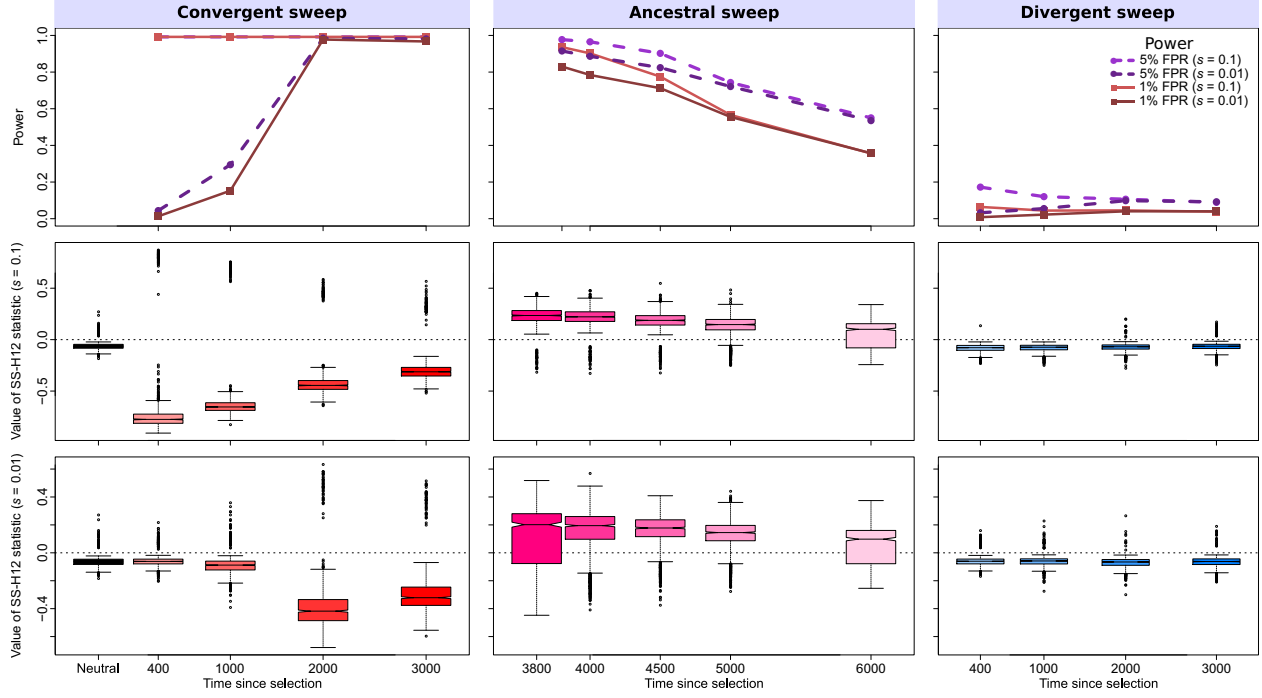 Convergent sweep
Ancestral sweep
Divergent sweep
Power
1.0
0.8
0.6
0.4
0.2
0.0
Power
5% FPR (s = 0.1)
5% FPR (s = 0.01)
1% FPR (s = 0.1)
1% FPR (s = 0.01)
Value of SS-H12 statistic (s = 0.1)
0.5
0.0
−0.5
Value of SS-H12 statistic (s = 0.01)
0.4
0.0
−0.4
Neutral 400 1000 2000 3000
Time since selection
3800 4000 4500 5000 6000
Time since selection
400 1000 2000 3000
Time since selection